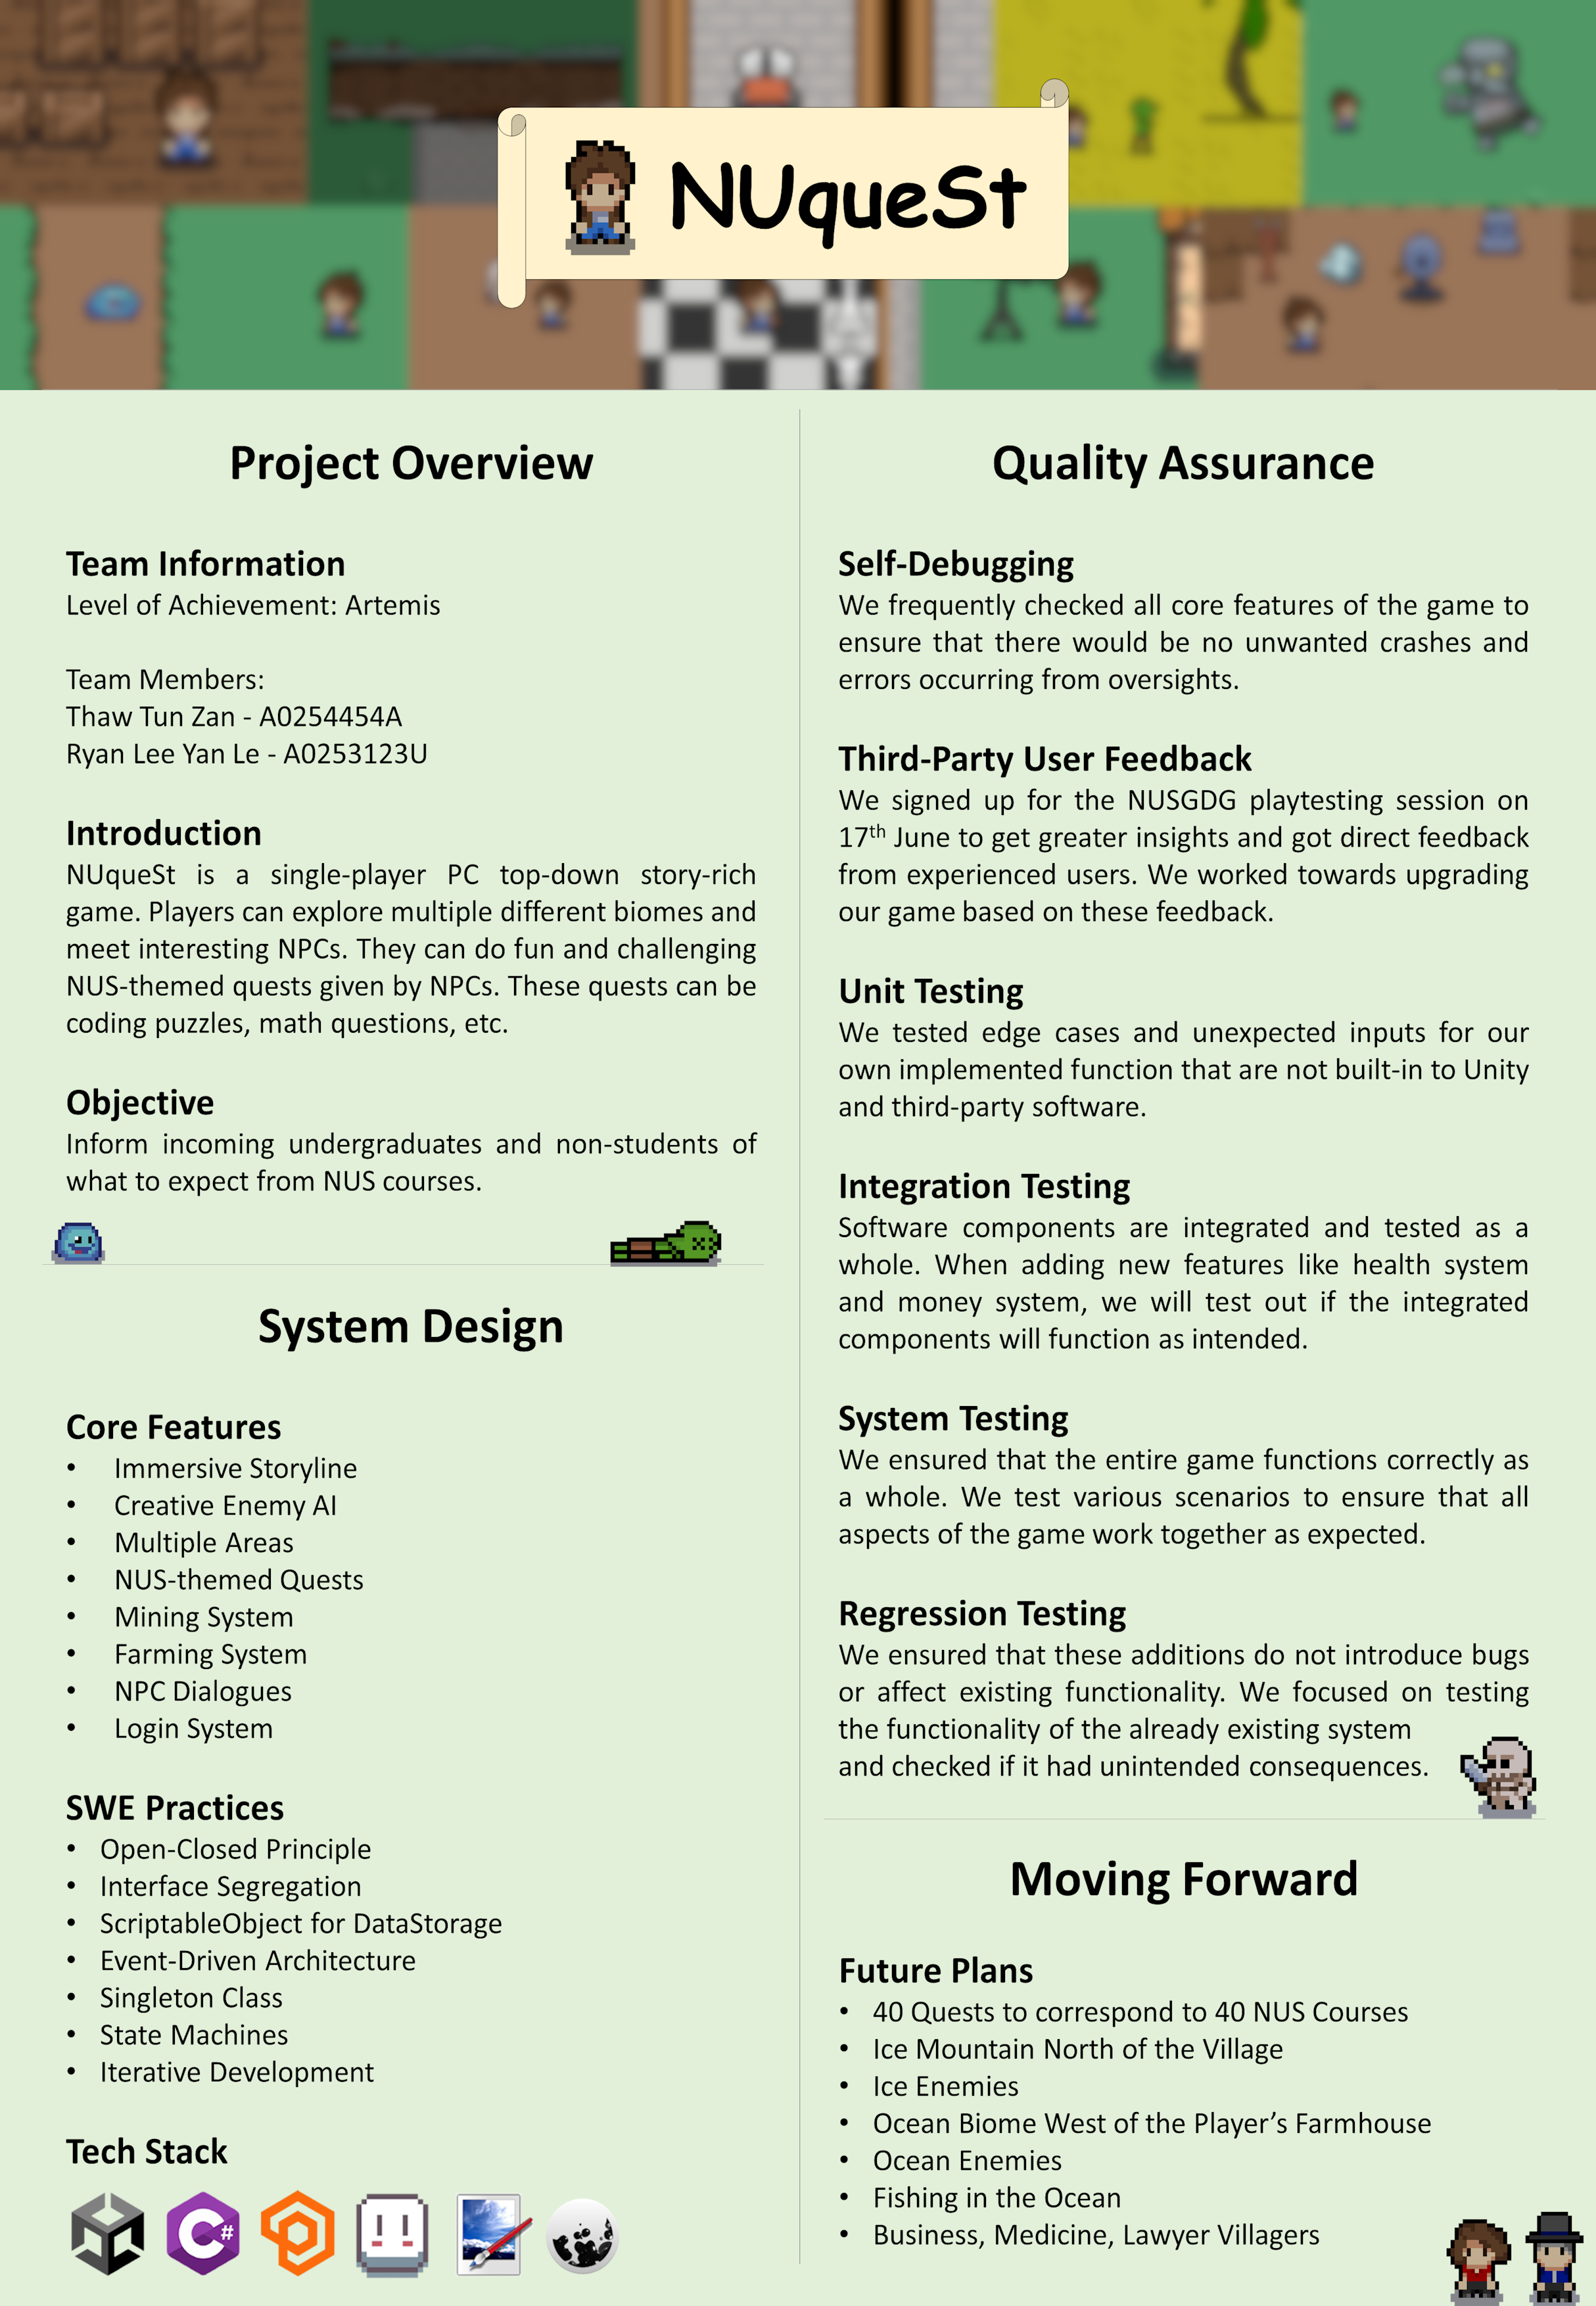 NUqueSt
Project Overview
Team Information
Level of Achievement: Artemis
Team Members:
Thaw Tun Zan - A0254454A
Ryan Lee Yan Le - A0253123U
Introduction
NUqueSt is a single-player PC top-down story-rich
game. Players can explore multiple different biomes and
meet interesting NPCs. They can do fun and challenging
NUS-themed quests given by NPCs. These quests can be
coding puzzles, math questions, etc.
Objective
Inform incoming undergraduates and non-students of
what to expect from NUS courses.
System Design
Core Features
• Immersive Storyline
• Creative Enemy AI
• Multiple Areas
• NUS-themed Quests
• Mining System
• Farming System
• NPC Dialogues
• Login System
SWE Practices
• Open-Closed Principle
• Interface Segregation
• ScriptableObject for DataStorage
• Event-Driven Architecture
• Singleton Class
• State Machines
• Iterative Development
Tech Stack
C#
Quality Assurance
Self-Debugging
We frequently checked all core features of the game to
ensure that there would be no unwanted crashes and
errors occurring from oversights.
Third-Party User Feedback
We signed up for the NUSGDG playtesting session on
17th June to get greater insights and got direct feedback
from experienced users. We worked towards upgrading
our game based on these feedback.
Unit Testing
We tested edge cases and unexpected inputs for our
own implemented function that are not built-in to Unity
and third-party software.
Integration Testing
Software components are integrated and tested as a
whole. When adding new features like health system
and money system, we will test out if the integrated
components will function as intended.
System Testing
We ensured that the entire game functions correctly as
a whole. We test various scenarios to ensure that all
aspects of the game work together as expected.
Regression Testing
We ensured that these additions do not introduce bugs
or affect existing functionality. We focused on testing
the functionality of the already existing system
and checked if it had unintended consequences.
Moving Forward
Future Plans
• 40 Quests to correspond to 40 NUS Courses
• Ice Mountain North of the Village
• Ice Enemies
• Ocean Biome West of the Player’s Farmhouse
• Ocean Enemies
• Fishing in the Ocean
• Business, Medicine, Lawyer Villagers